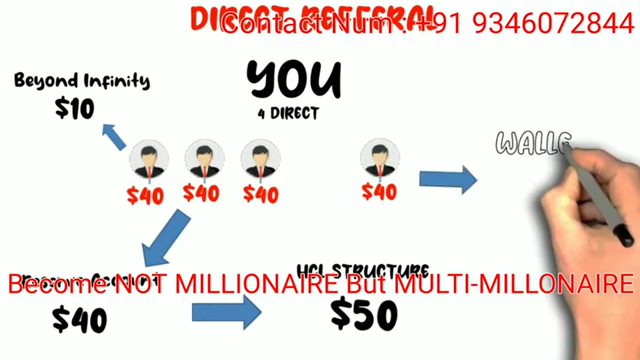 DIRECT REFERRAL
Contact Num : +91 9346072844
Beyond Infinity
$10
YOU
4 DIRECT
WALLE
$40
$40
$40
$40
HCL STRUCTURE
Become NOT MILLIONAIRE But MULTI-MILLONAIRE
$40
$50